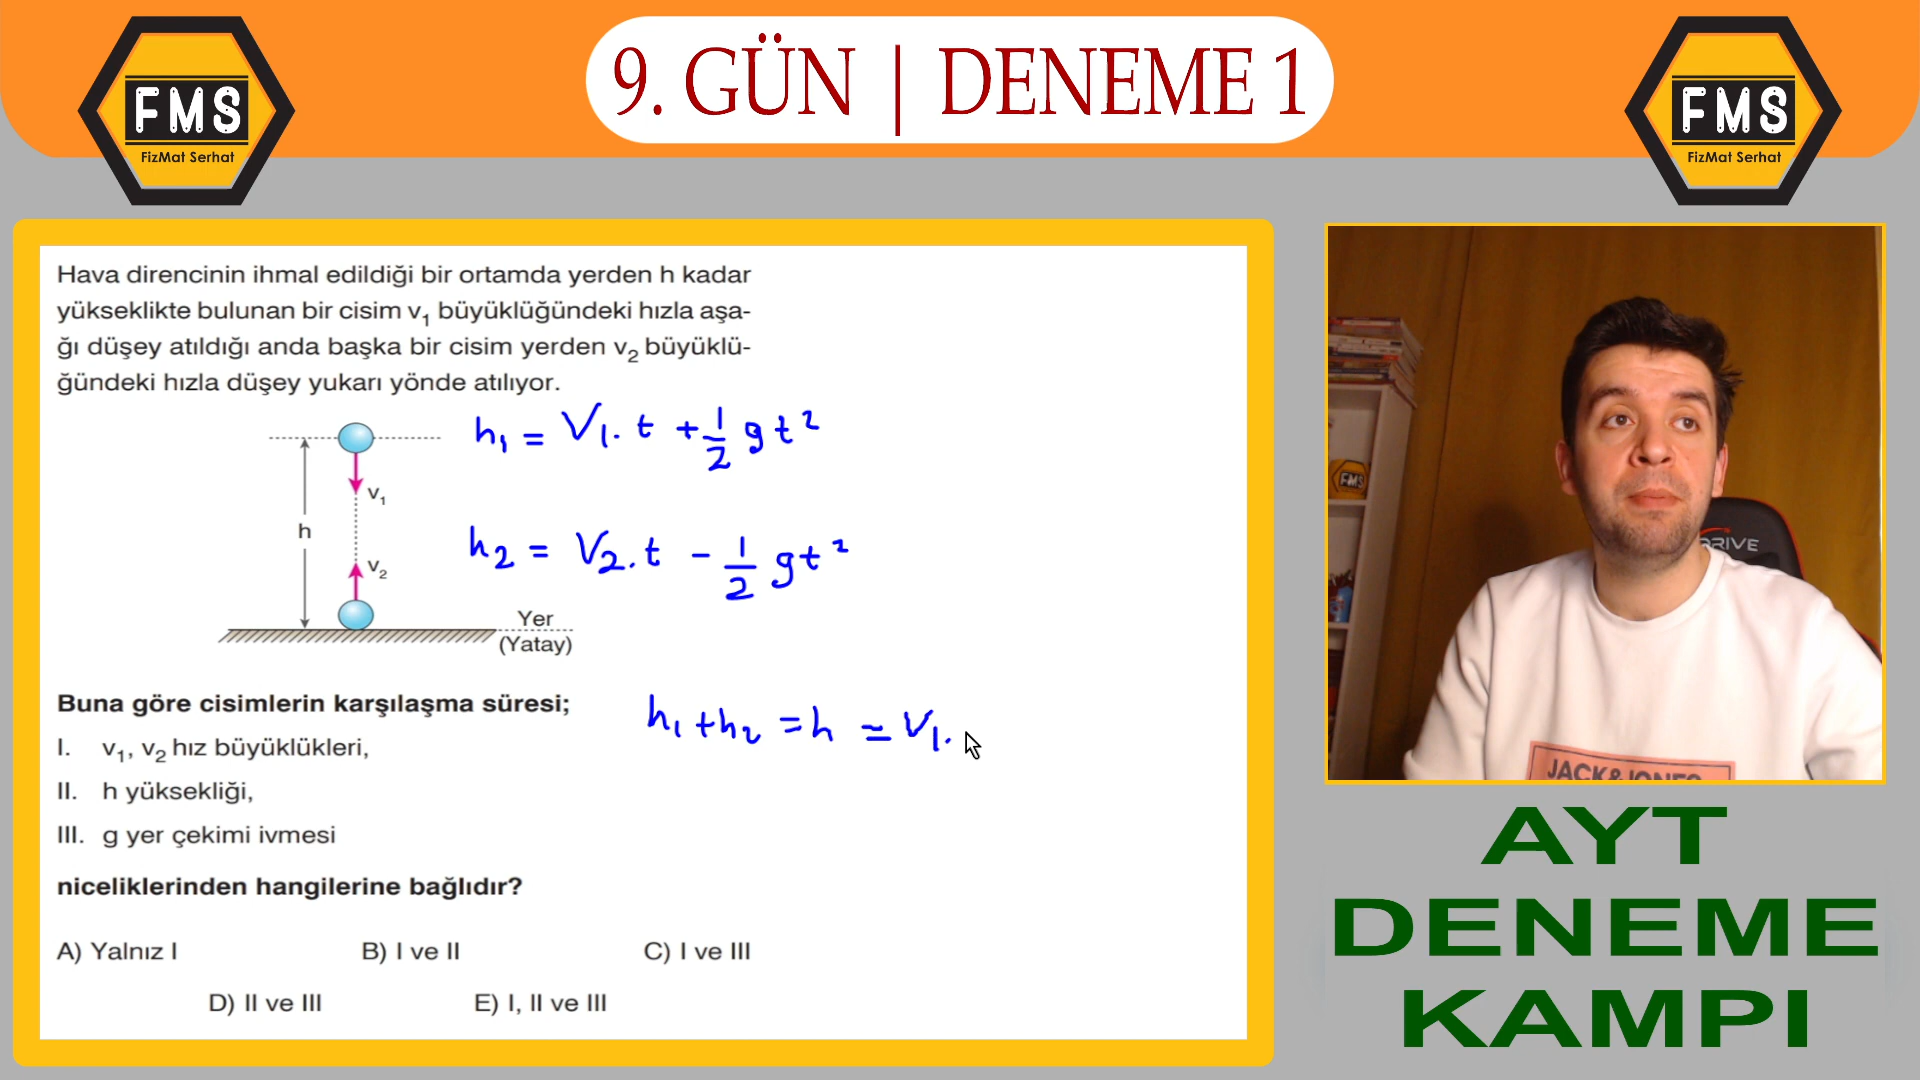 9. GÜN | DENEME 1
FMS
FizMat Serhat
FMS
FizMat Serhat
Hava direncinin ihmal edildiği bir ortamda yerden h kadar
yükseklikte bulunan bir cisim v₁ büyüklüğündeki hızla aşa-
ğı düşey atıldığı anda başka bir cisim yerden v₂ büyüklü-
ğündeki hızla düşey yukarı yönde atılıyor.
h₁ = V₁. t + 1/2 g t²
v₁
h
h₂ = V₂. t - 1/2 g t²
v₂
Yer
(Yatay)
Buna göre cisimlerin karşılaşma süresi;
h₁ + h₂ = h = V₁.
I. v₁, v₂ hız büyüklükleri,
II. h yüksekliği,
III. g yer çekimi ivmesi
niceliklerinden hangilerine bağlıdır?
A) Yalnız I B) I ve II C) I ve III
D) II ve III E) I, II ve III
FMS
JACK & JONES
AYT
DENEME
KAMPI